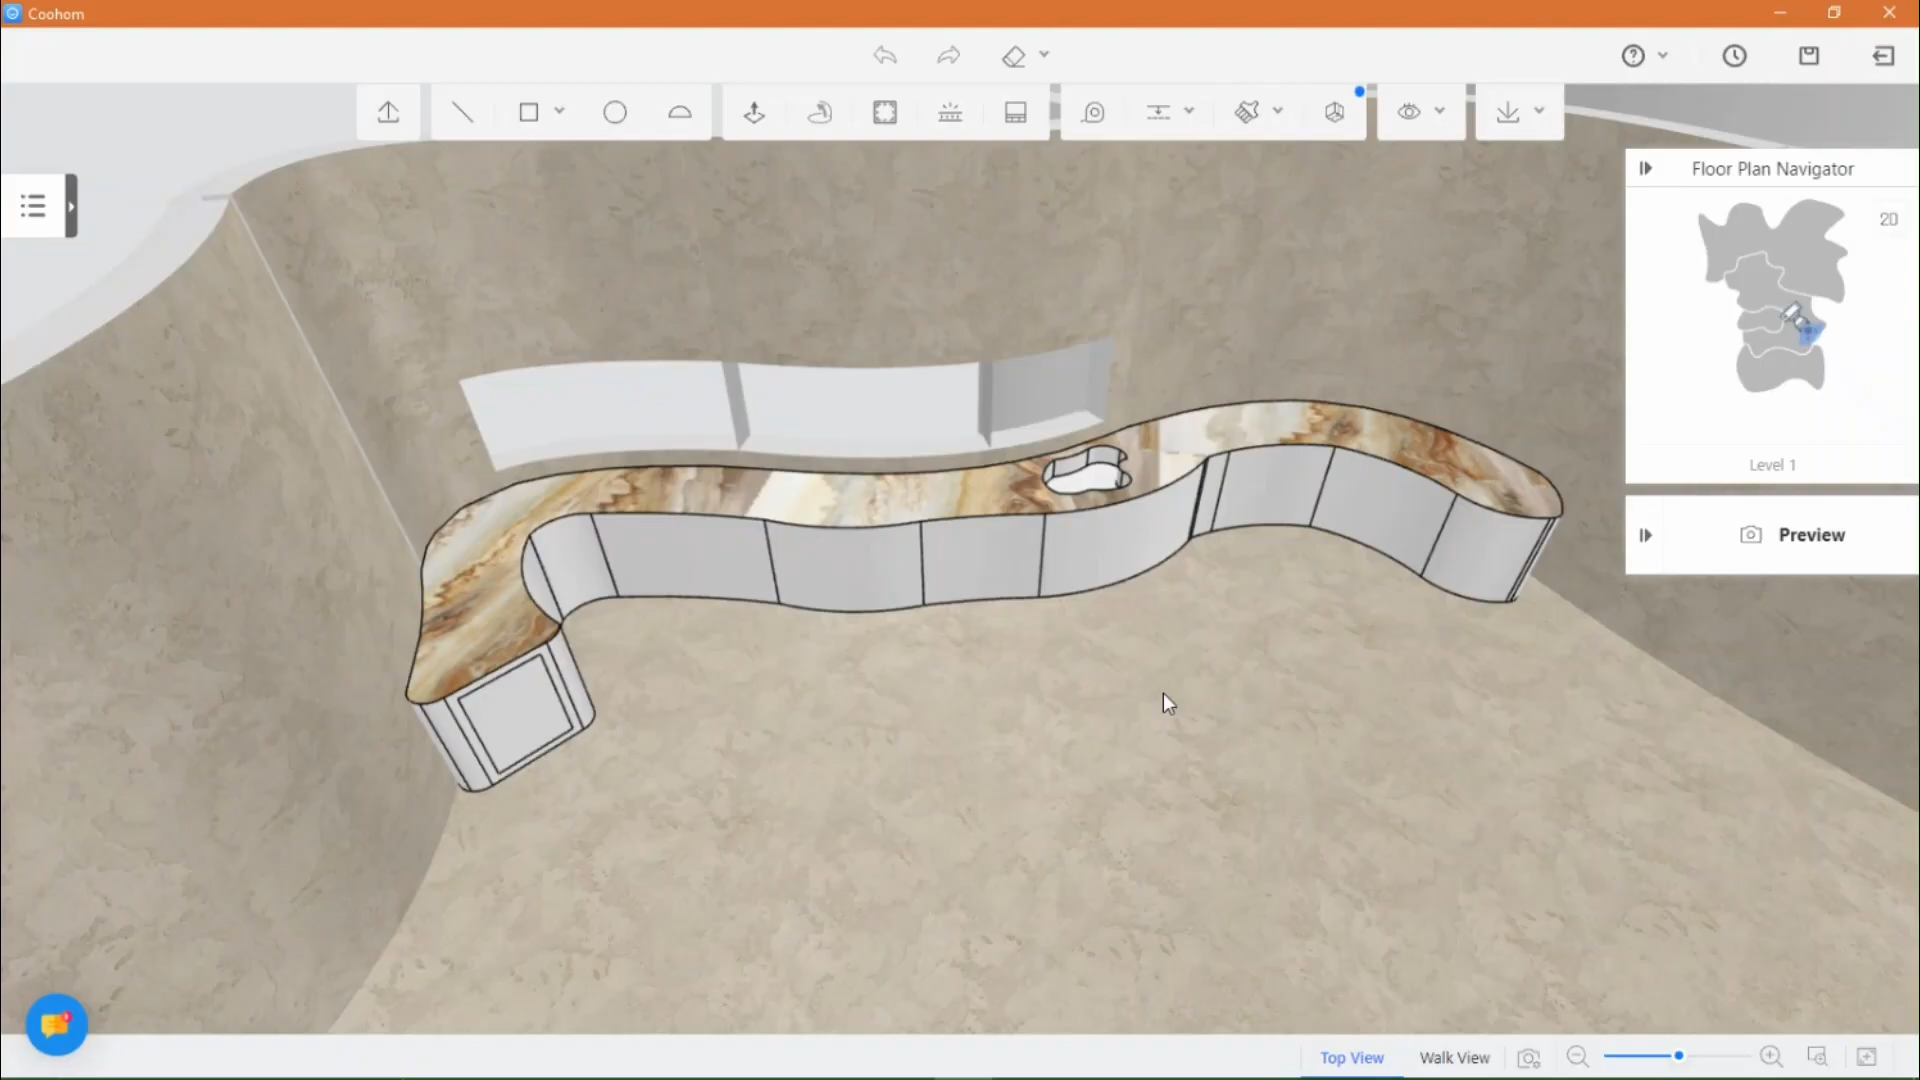 Coohom
Floor Plan Navigator
2D
Level 1
Preview
Top View
Walk View